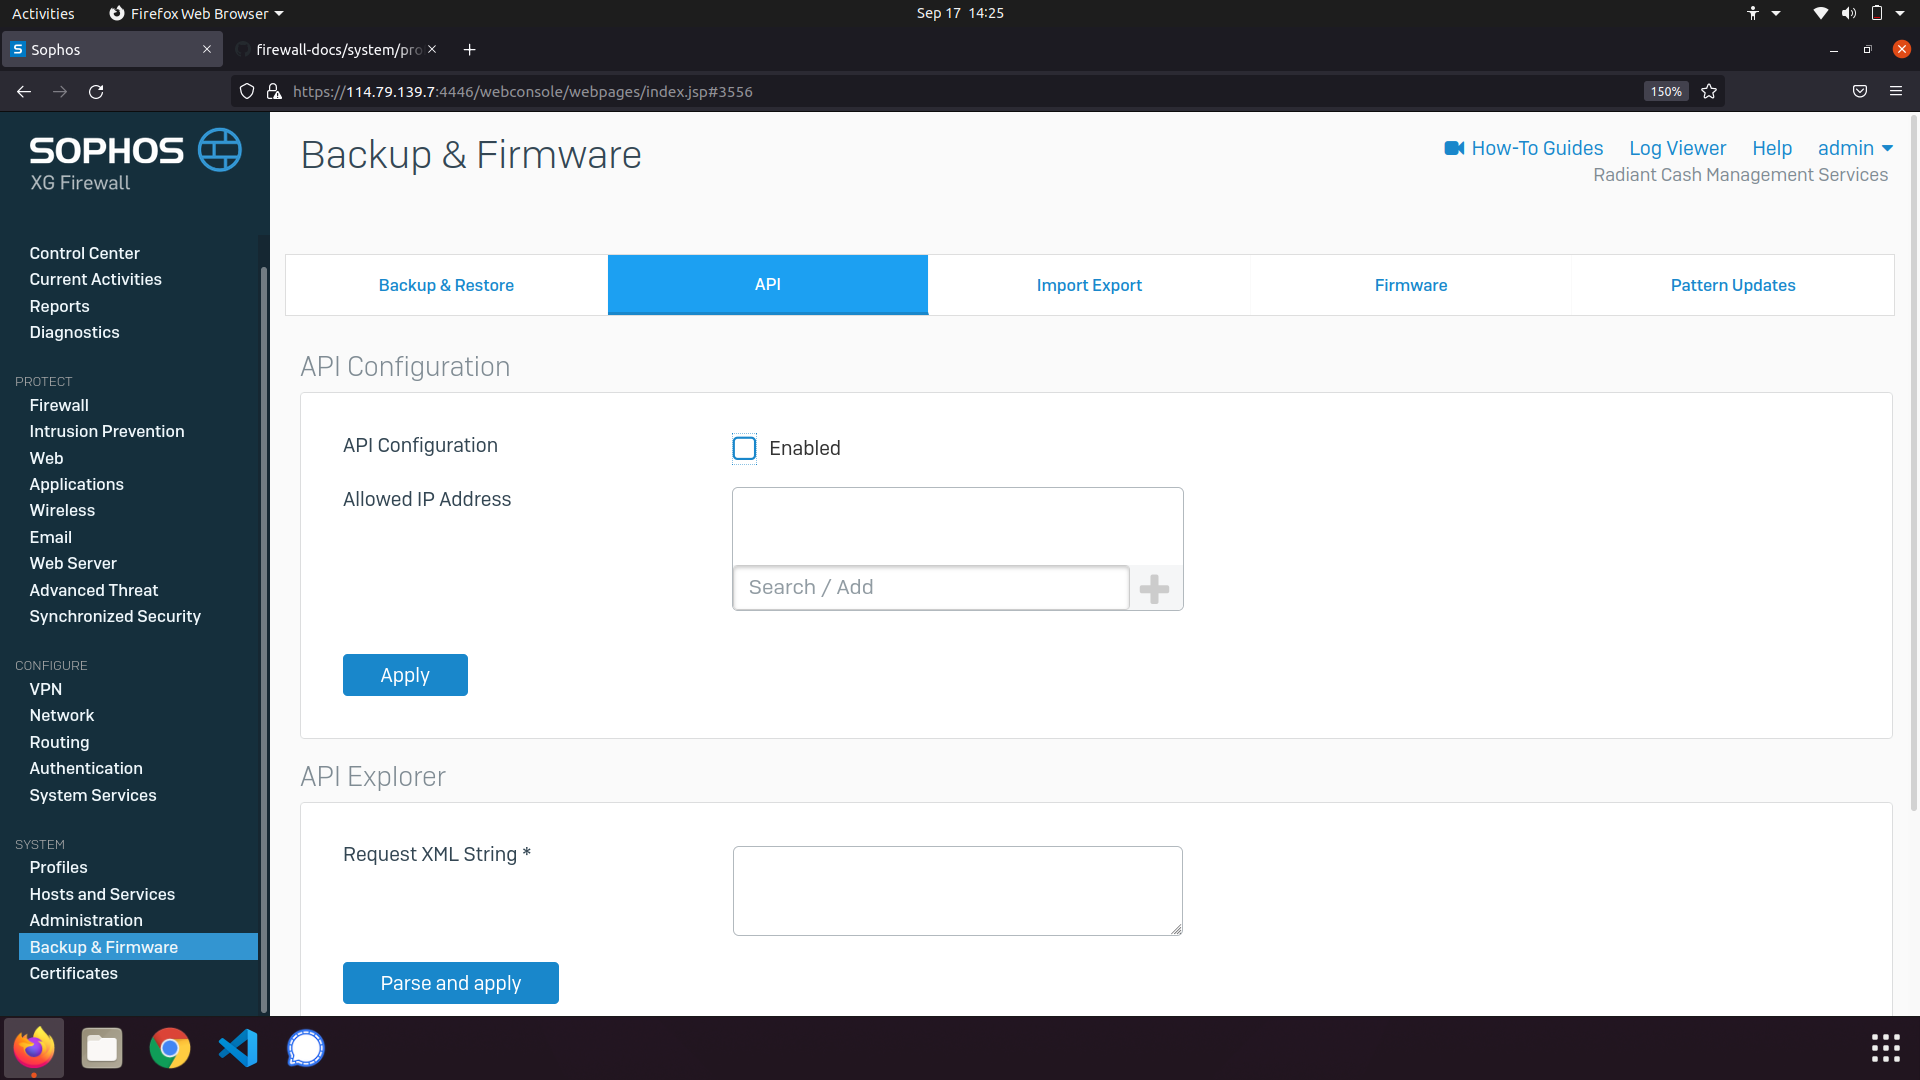 Activities
Firefox Web Browser
Sep 17 14:25
S Sophos
firewall-docs/system/pro
https://114.79.139.7:4446/webconsole/webpages/index.jsp#3556
150%
SOPHOS
XG Firewall
Backup & Firmware
How-To Guides
Log Viewer
Help
admin
Radiant Cash Management Services
Control Center
Current Activities
Reports
Diagnostics
PROTECT
Firewall
Intrusion Prevention
Web
Applications
Wireless
Email
Web Server
Advanced Threat
Synchronized Security
CONFIGURE
VPN
Network
Routing
Authentication
System Services
SYSTEM
Profiles
Hosts and Services
Administration
Backup & Firmware
Certificates
Backup & Restore
API
Import Export
Firmware
Pattern Updates
API Configuration
API Configuration
Enabled
Allowed IP Address
Search / Add
Apply
API Explorer
Request XML String *
Parse and apply